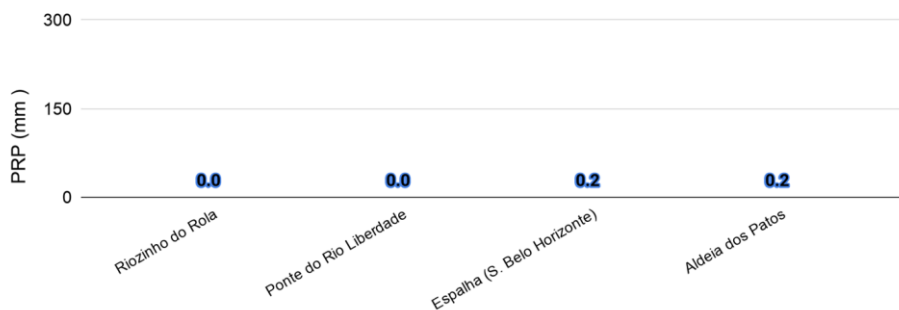 PRP (mm )
300
150
0
0.0
0.0
0.2
0.2
Riozinho do Rola
Ponte do Rio Liberdade
Espalha (S. Belo Horizonte)
Aldeia dos Patos